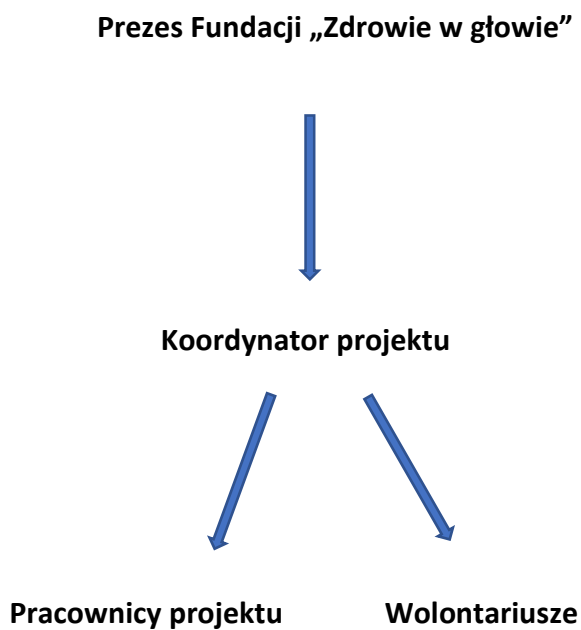 Prezes Fundacji „Zdrowie w głowie”
Koordynator projektu
Pracownicy projektu
Wolontariusze